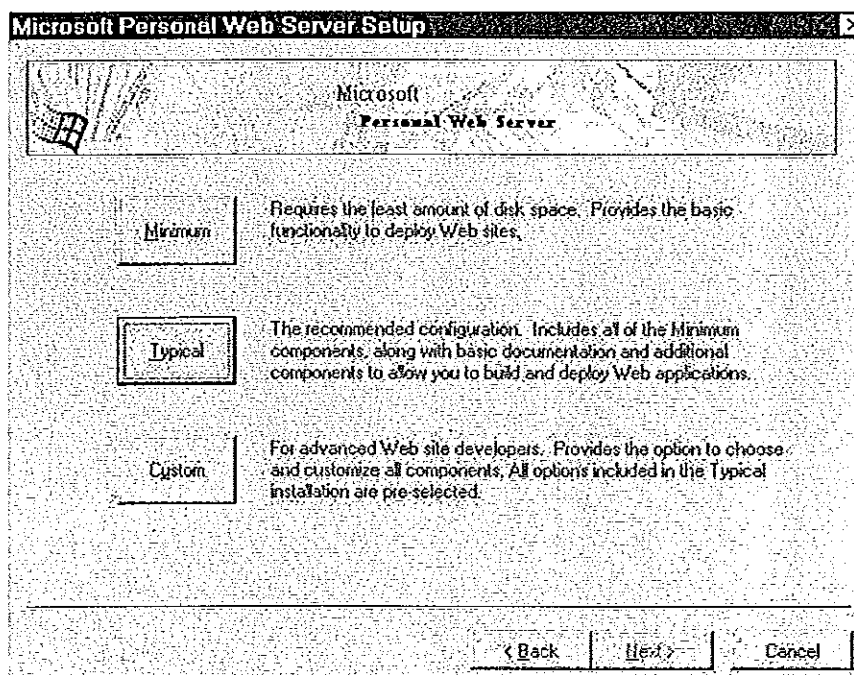 Microsoft Personal Web Server Setup
Microsoft
Personal Web Server
Minimum
Requires the least amount of disk space. Provides the basic
functionality to deploy Web sites.
Typical
The recommended configuration. Includes all of the Minimum
components, along with basic documentation and additional
components to allow you to build and deploy Web applications.
Custom
For advanced Web site developers. Provides the option to choose
and customize all components. All options included in the Typical
installation are pre-selected.
< Back
Next >
Cancel